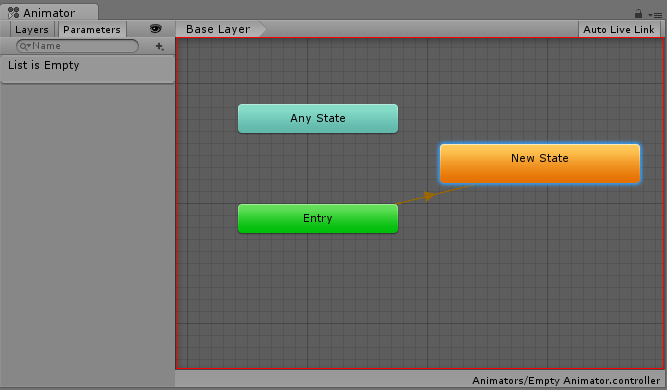 Animator
Layers Parameters
Name
List is Empty
Base Layer
Auto Live Link
Any State
New State
Entry
Animators/Empty Animator.controller